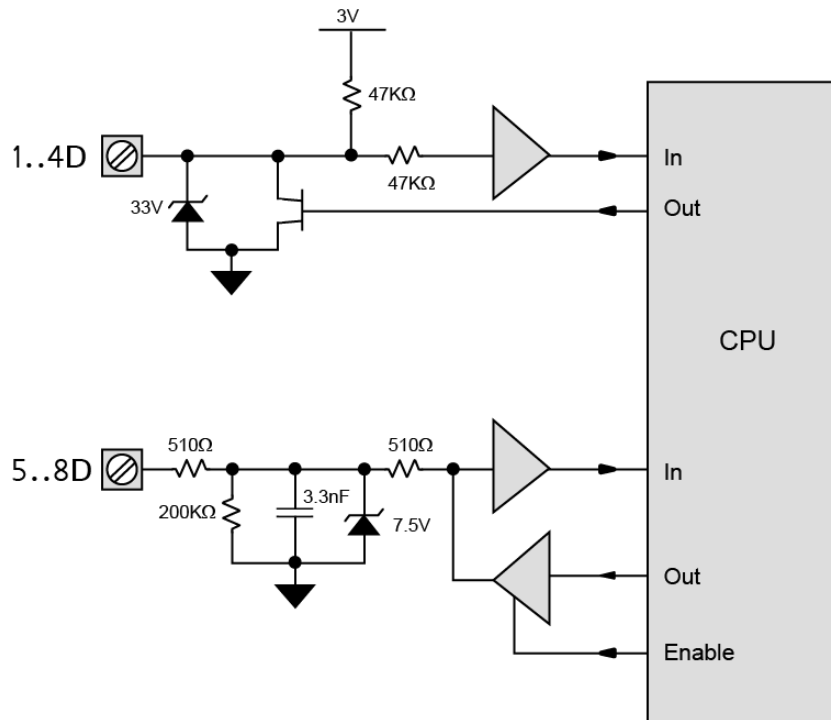 3V
47KΩ
1..4D
47KΩ
In
33V
Out
CPU
510Ω
510Ω
5..8D
3.3nF
In
200KΩ
7.5V
Out
Enable